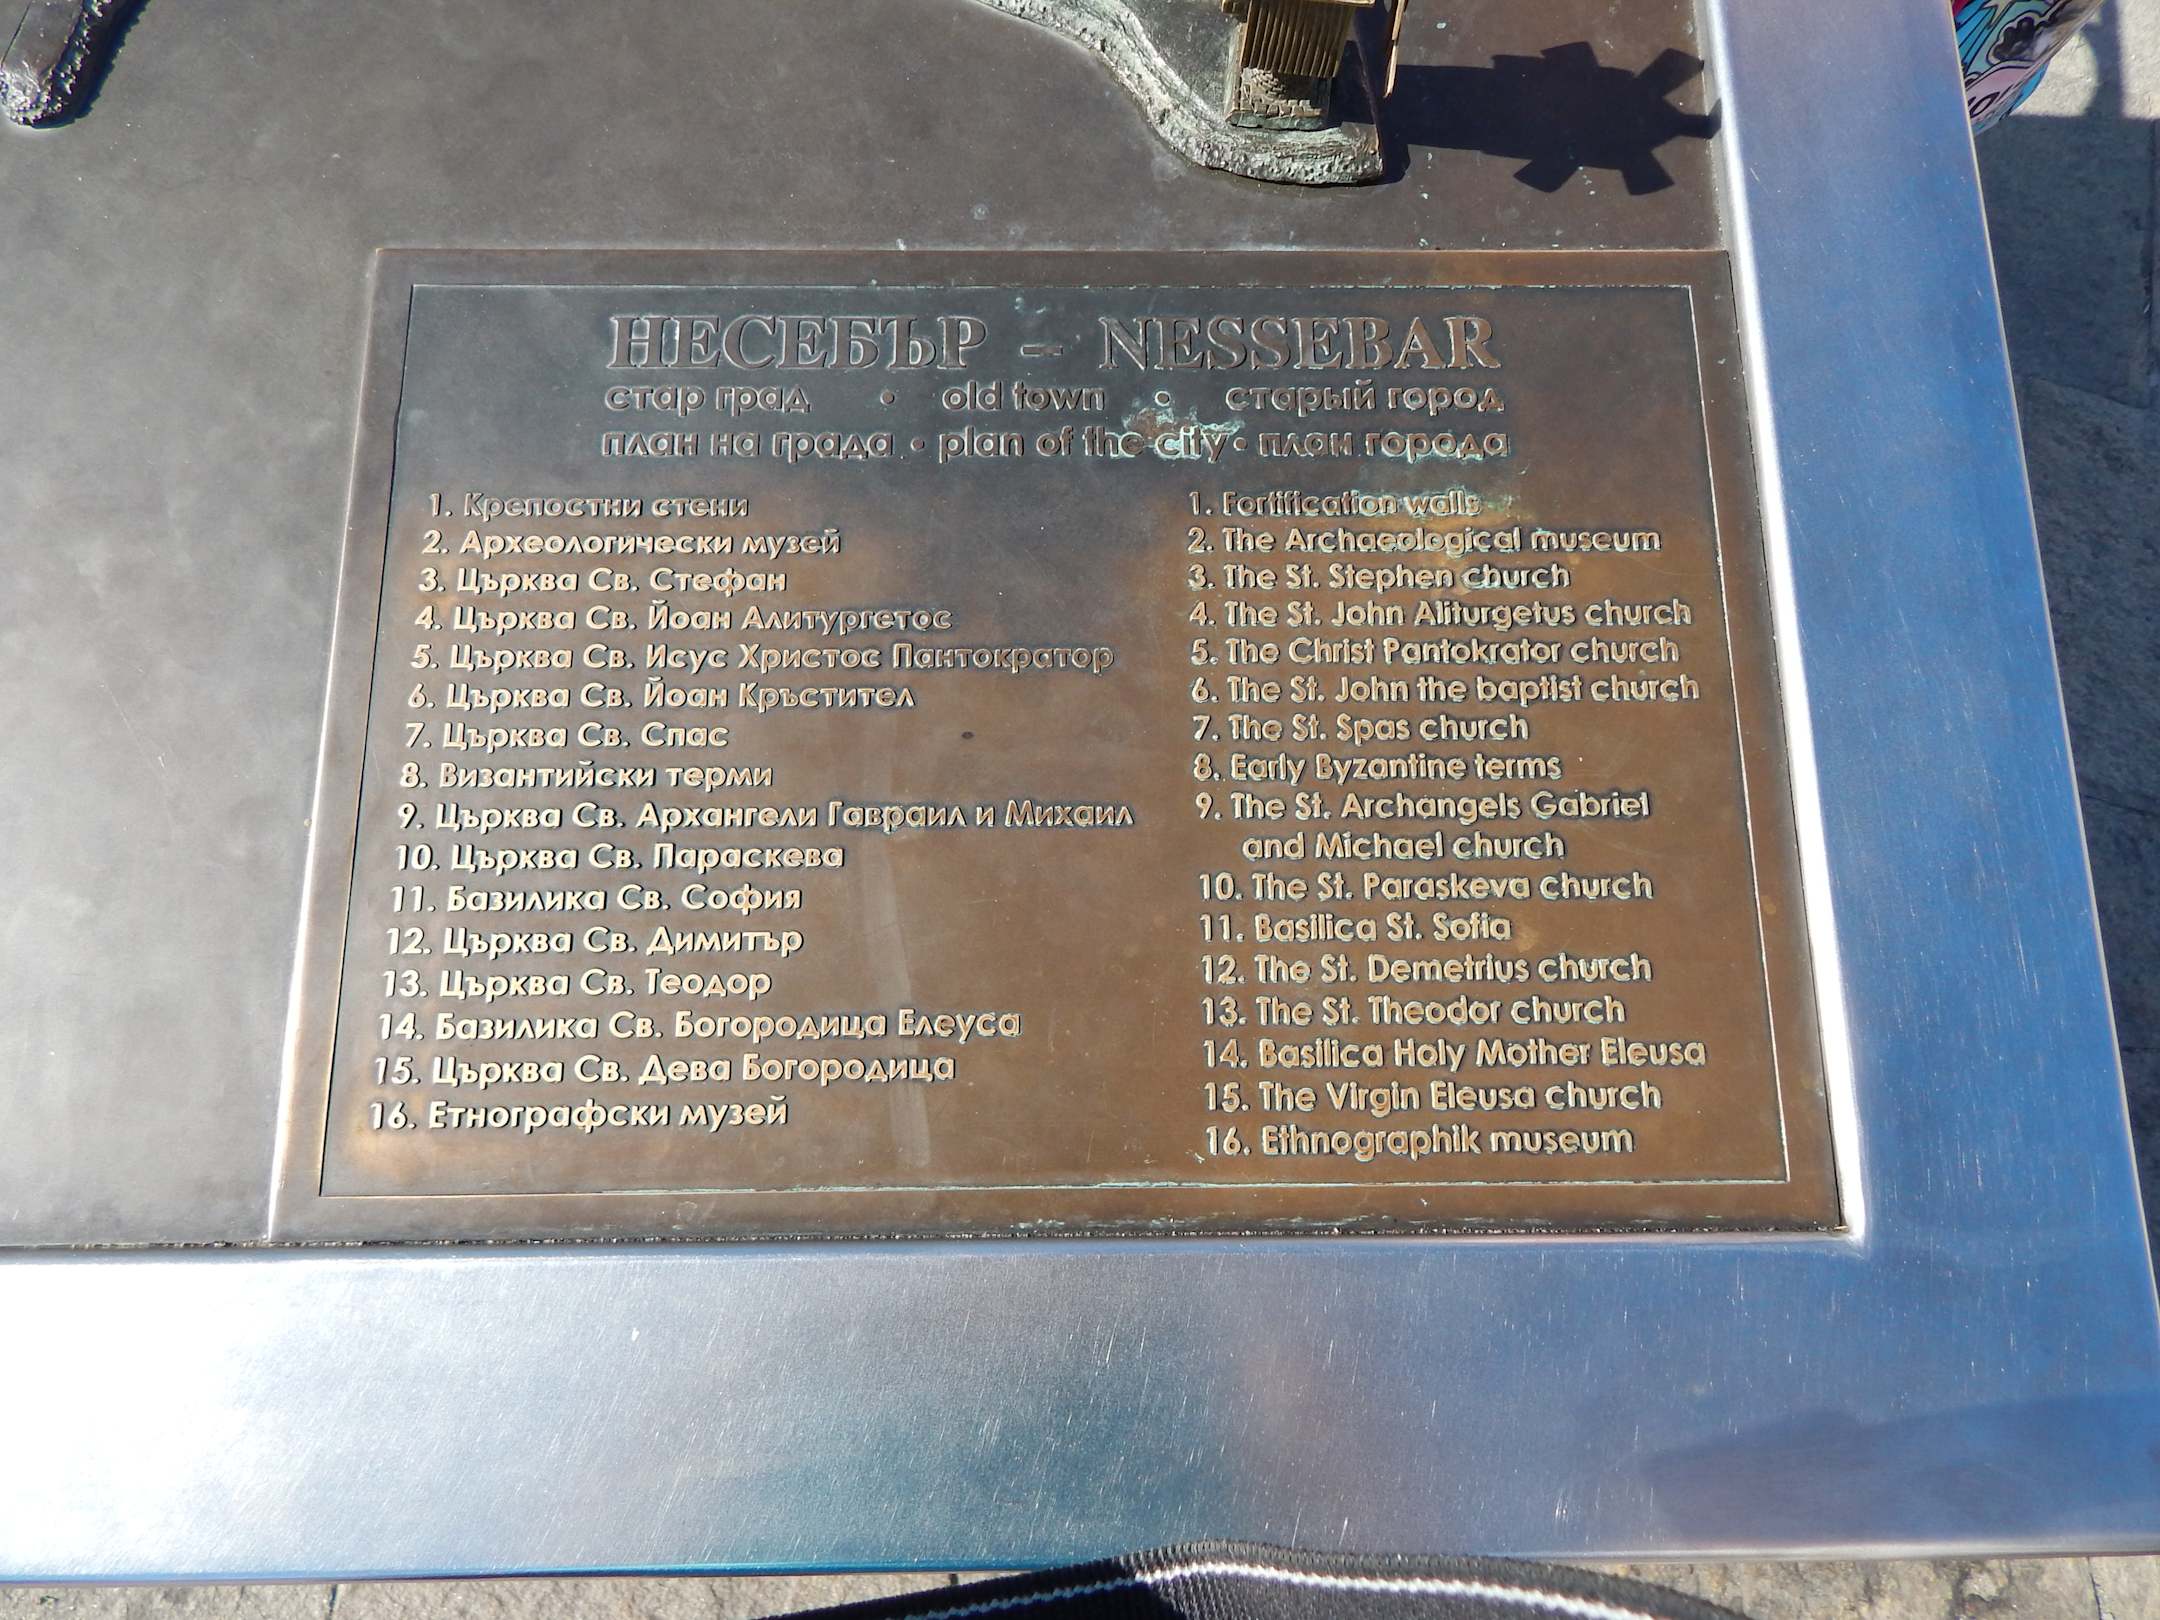 НЕСЕБЪР – NESSEBAR
стар град • old town • старый город
план на града • plan of the city • план города
1. Крепостни стени
2. Археологически музей
3. Църква Св. Стефан
4. Църква Св. Йоан Алитургетос
5. Църква Св. Исус Христос Пантократор
6. Църква Св. Йоан Кръстител
7. Църква Св. Спас
8. Византийски терми
9. Църква Св. Архангели Гавраил и Михаил
10. Църква Св. Параскева
11. Базилика Св. София
12. Църква Св. Димитър
13. Църква Св. Теодор
14. Базилика Св. Богородица Елеуса
15. Църква Св. Дева Богородица
16. Етнографски музей
1. Fortification walls
2. The Archaeological museum
3. The St. Stephen church
4. The St. John Aliturgetus church
5. The Christ Pantokrator church
6. The St. John the baptist church
7. The St. Spas church
8. Early Byzantine terms
9. The St. Archangels Gabriel
and Michael church
10. The St. Paraskeva church
11. Basilica St. Sofia
12. The St. Demetrius church
13. The St. Theodor church
14. Basilica Holy Mother Eleusa
15. The Virgin Eleusa church
16. Ethnographik museum